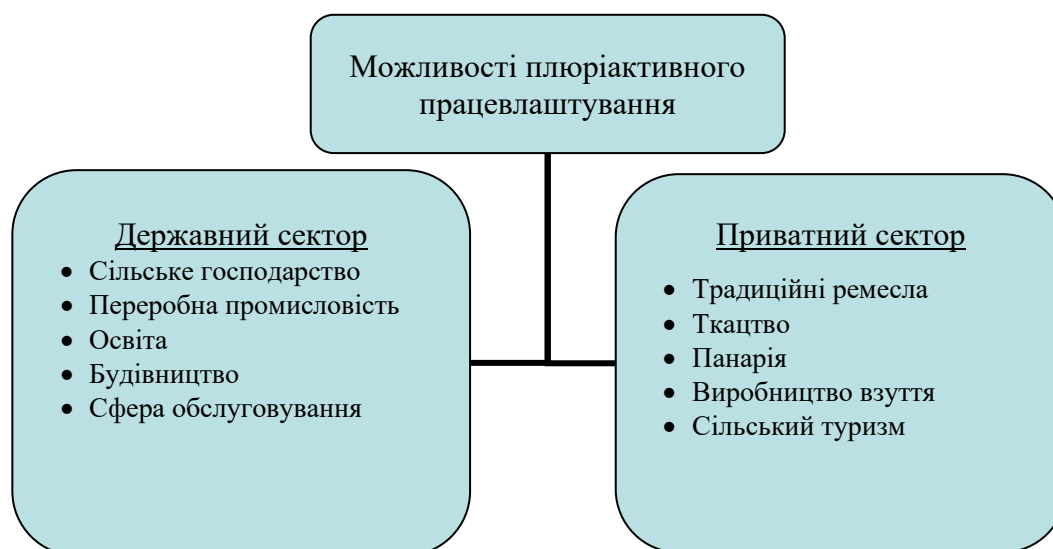 Можливості плюріактивного
працевлаштування
Державний сектор
• Сільське господарство
• Переробна промисловість
• Освіта
• Будівництво
• Сфера обслуговування
Приватний сектор
• Традиційні ремесла
• Ткацтво
• Панарія
• Виробництво взуття
• Сільський туризм